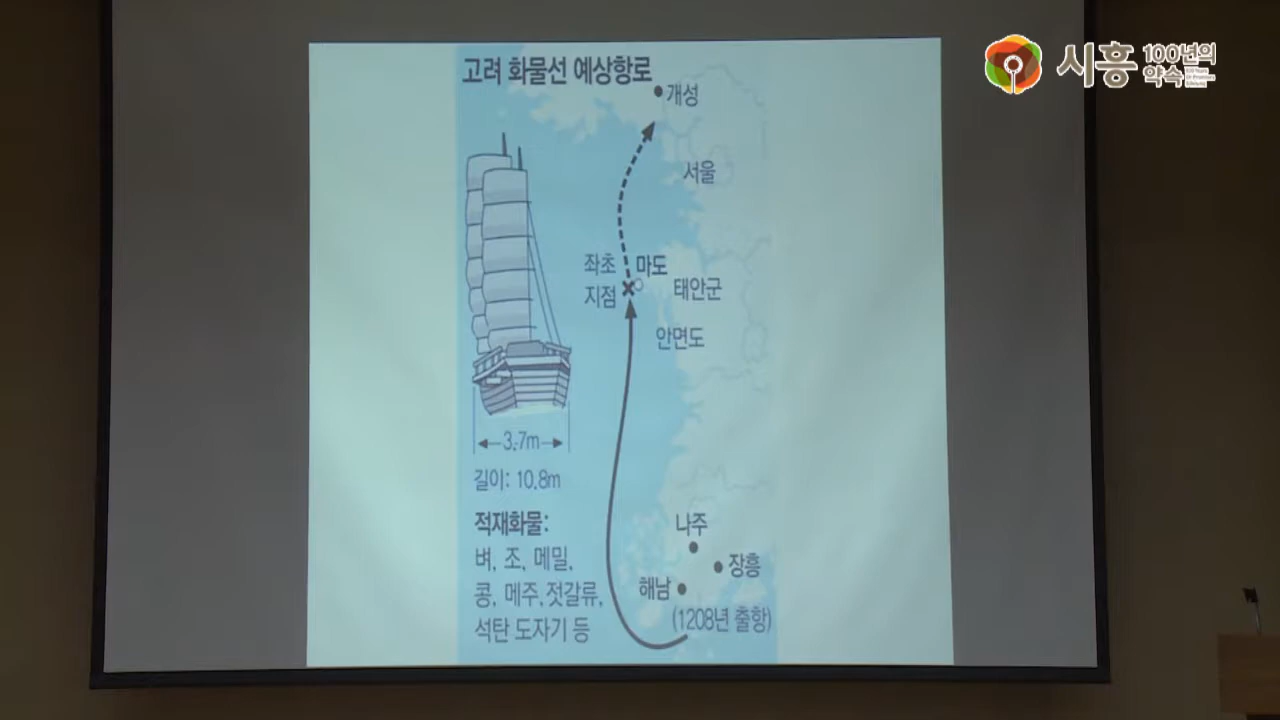 고려 화물선 예상항로
개성
서울
좌초
지점
마도
태안군
안면도
3.7m
길이: 10.8m
적재화물:
벼, 조, 메밀,
콩, 메주,젓갈류,
석탄 도자기 등
나주
장흥
해남
(1208년 출항)
시흥
100년의
약속